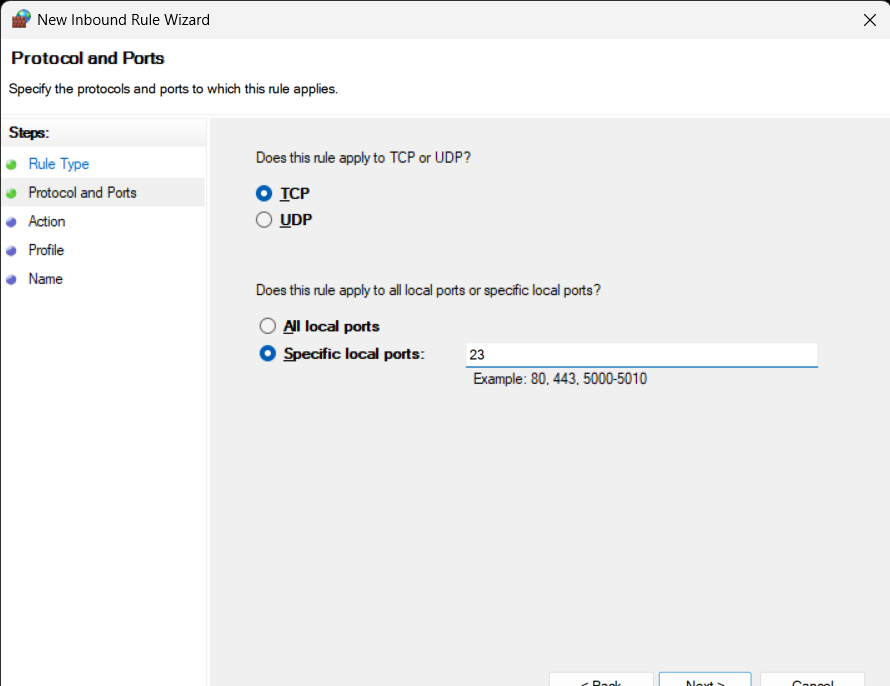 New Inbound Rule Wizard
Protocol and Ports
Specify the protocols and ports to which this rule applies.
Steps:
Rule Type
Protocol and Ports
Action
Profile
Name
Does this rule apply to TCP or UDP?
TCP
UDP
Does this rule apply to all local ports or specific local ports?
All local ports
Specific local ports: 23
Example: 80, 443, 5000-5010
< Back Next > Cancel